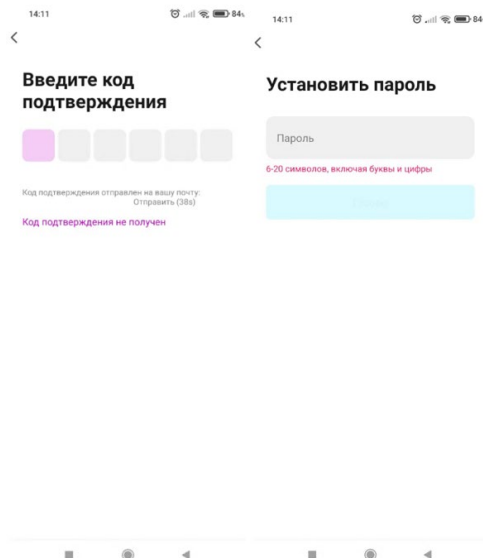 14:11
84
Введите код
подтверждения
Код подтверждения отправлен на вашу почту:
Отправить (38s)
Код подтверждения не получен
14:11
84
Установить пароль
Пароль
6-20 символов, включая буквы и цифры